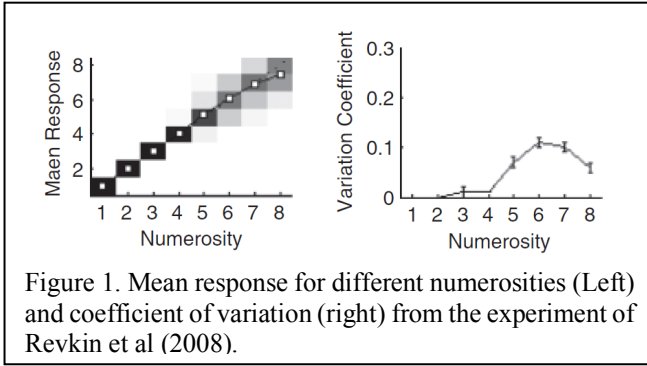 Maen Response
8
6
4
2
1 2 3 4 5 6 7 8
Numerosity
Variation Coefficient
0.3
0.2
0.1
0
1 2 3 4 5 6 7 8
Numerosity
Figure 1. Mean response for different numerosities (Left)
and coefficient of variation (right) from the experiment of
Revkin et al (2008).